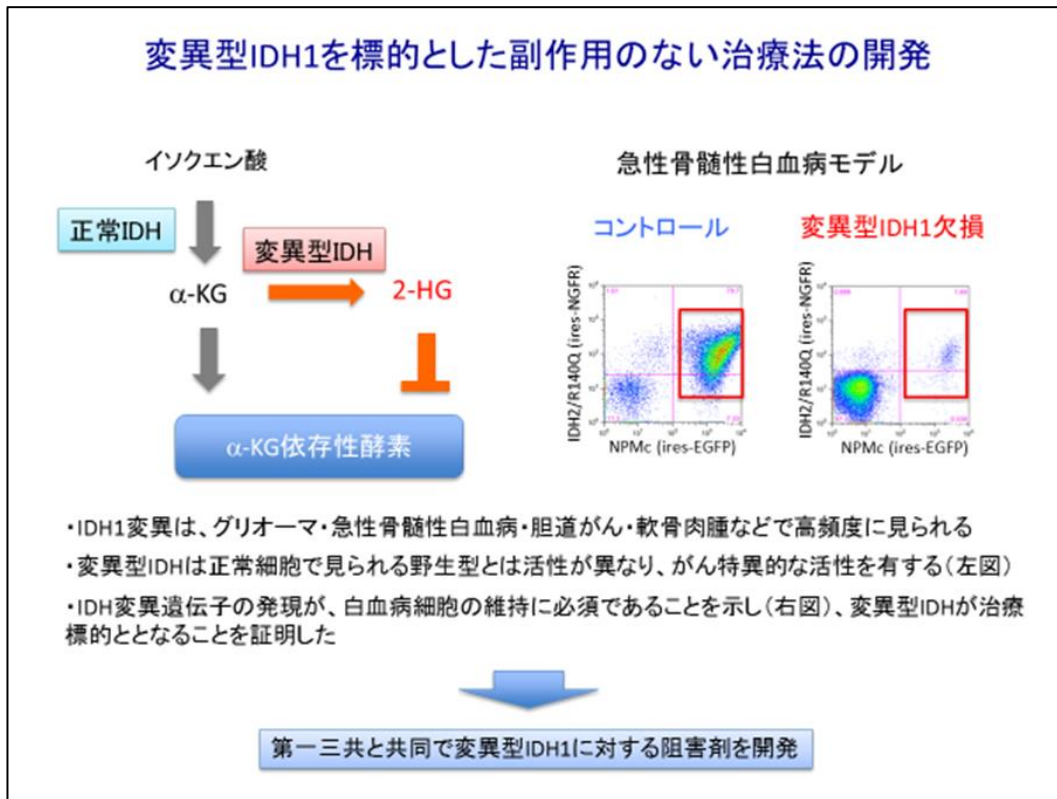 変異型IDH1を標的とした副作用のない治療法の開発
イソクエン酸
正常IDH
変異型IDH
α-KG
2-HG
α-KG依存性酵素
急性骨髄性白血病モデル
コントロール
変異型IDH1欠損
IDH2/R140Q (ires-NGFR)
NPMc (ires-EGFP)
IDH2/R140Q (ires-NGFR)
NPMc (ires-EGFP)
・IDH1変異は、グリオーマ・急性骨髄性白血病・胆道がん・軟骨肉腫などで高頻度に見られる
・変異型IDHは正常細胞で見られる野生型とは活性が異なり、がん特異的な活性を有する(左図)
・IDH変異遺伝子の発現が、白血病細胞の維持に必須であることを示し(右図)、変異型IDHが治療
標的ととなることを証明した
第一三共と共同で変異型IDH1に対する阻害剤を開発